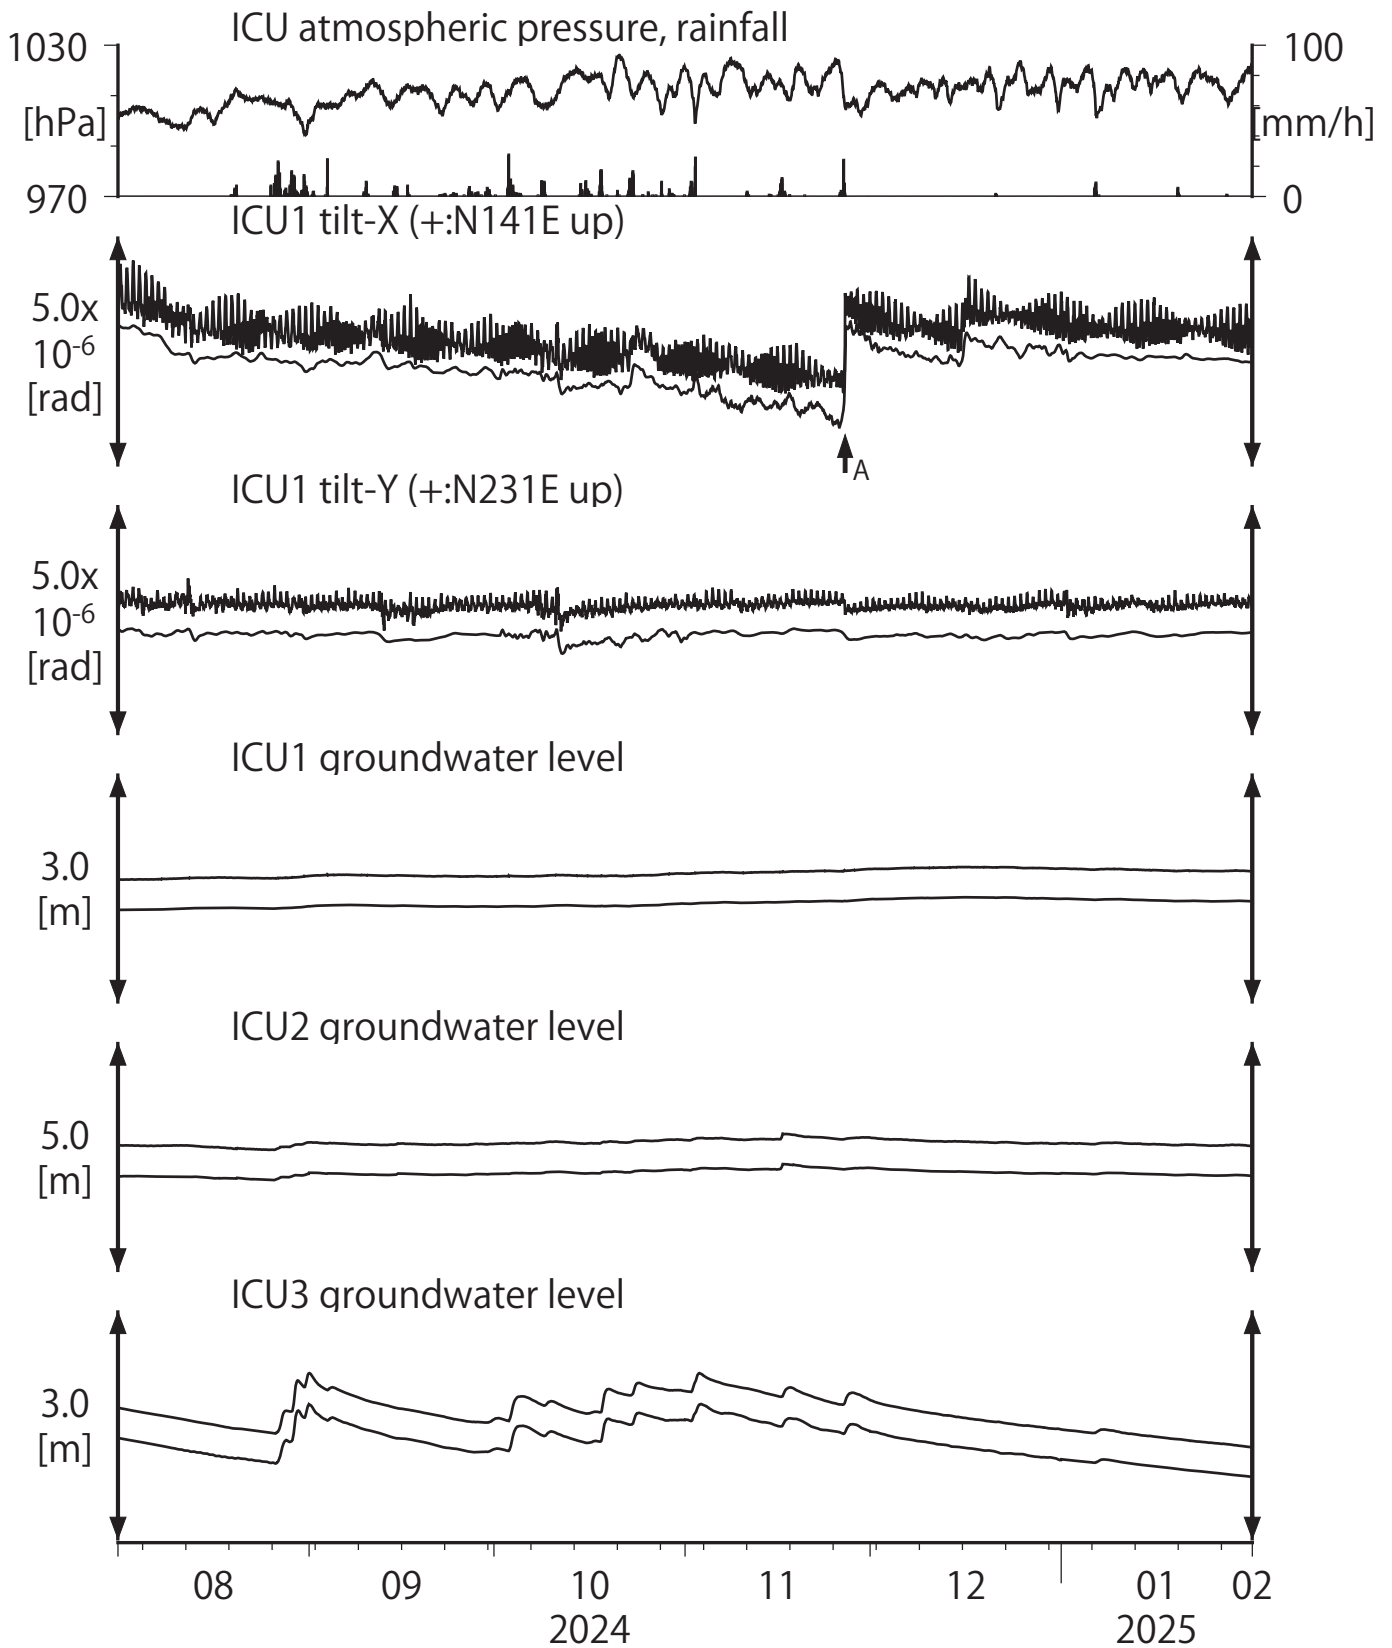 ICU atmospheric pressure, rainfall
1030
100
[hPa]
[mm/h]
970
0
ICU1 tilt-X (+:N141E up)
5.0x
10-6
[rad]
A
ICU1 tilt-Y (+:N231E up)
5.0x
10-6
[rad]
ICU1 groundwater level
3.0
[m]
ICU2 groundwater level
5.0
[m]
ICU3 groundwater level
3.0
[m]
08 09 10 11 12 01 02
2024 2025